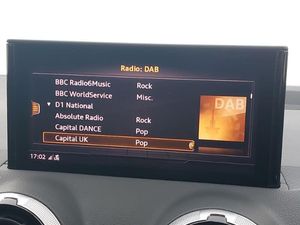 Radio: DAB
BBC Radio6Music Rock
BBC WorldService Misc.
▼ D1 National
Absolute Radio Rock
Capital DANCE Pop
Capital UK Pop
DAB
17:02